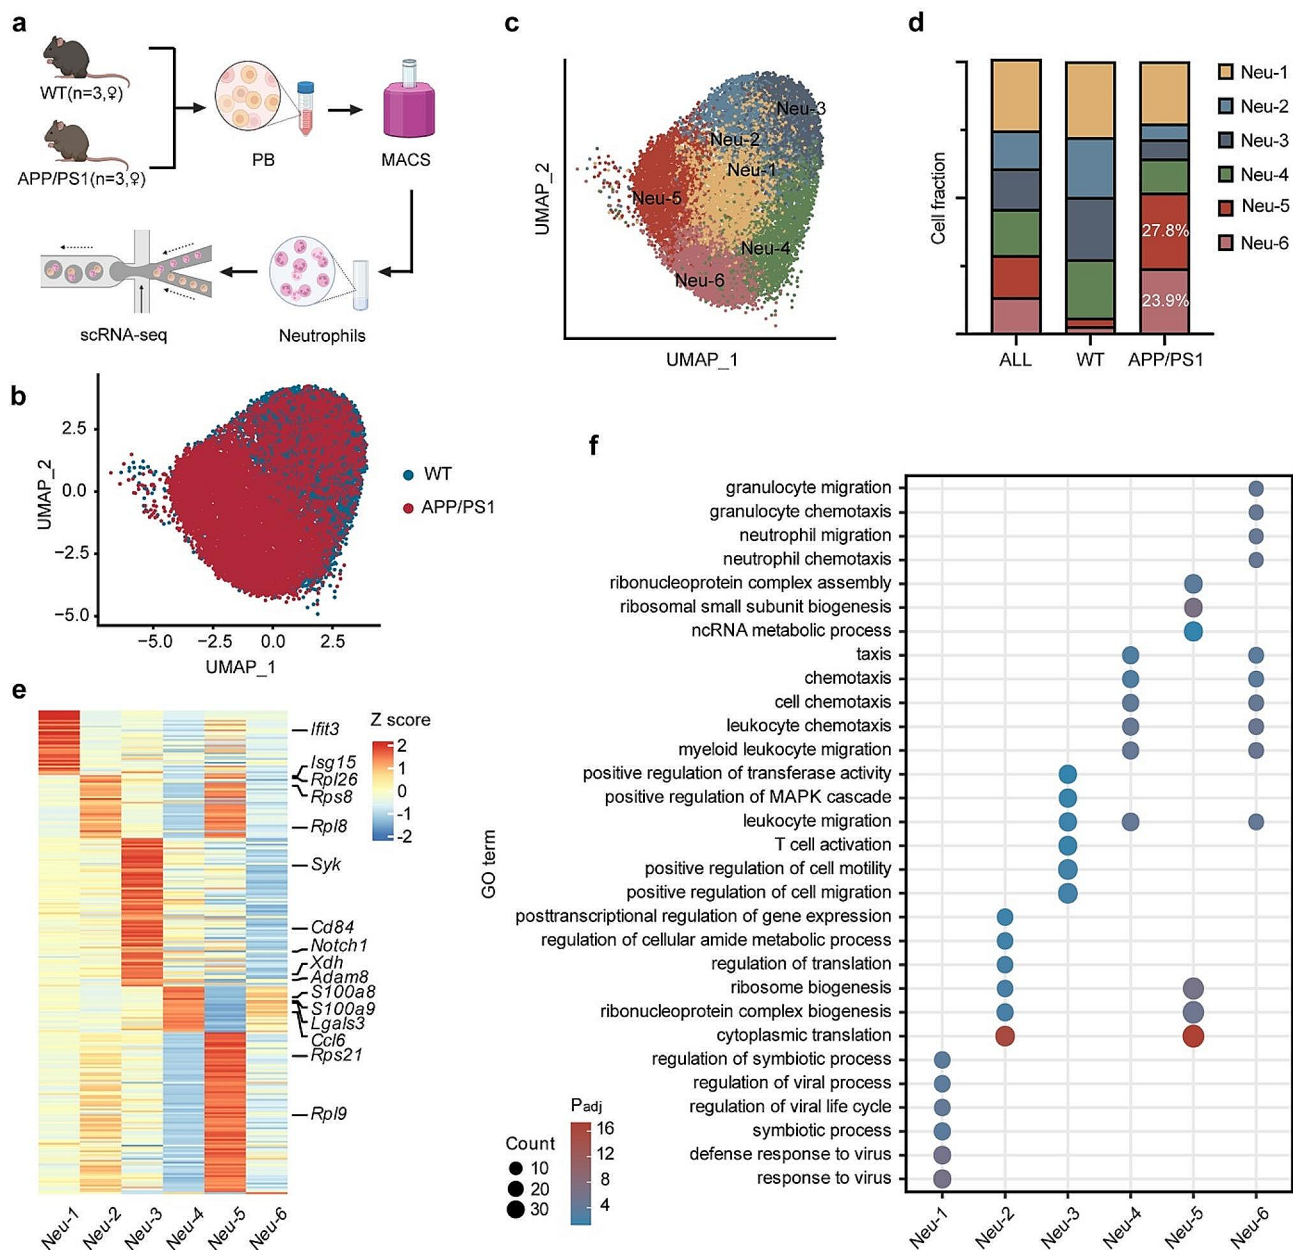 a
WT(n=3,♀)
APP/PS1(n=3,♀)
PB
MACS
scRNA-seq
Neutrophils
b
UMAP_2
2.5
0.0
−2.5
−5.0
−5.0
−2.5
0.0
2.5
UMAP_1
WT
APP/PS1
c
UMAP_2
Neu-3
Neu-2
Neu-1
Neu-5
Neu-4
Neu-6
UMAP_1
d
Cell fraction
27.8%
23.9%
ALL
WT
APP/PS1
Neu-1
Neu-2
Neu-3
Neu-4
Neu-5
Neu-6
e
Ifit3
Isg15
Rpl26
Rps8
Rpl8
Syk
Cd84
Notch1
Xdh
Adam8
S100a8
S100a9
Lgals3
Ccl6
Rps21
Rpl9
Z score
2
1
0
-1
-2
Neu-1
Neu-2
Neu-3
Neu-4
Neu-5
Neu-6
f
GO term
granulocyte migration
granulocyte chemotaxis
neutrophil migration
neutrophil chemotaxis
ribonucleoprotein complex assembly
ribosomal small subunit biogenesis
ncRNA metabolic process
taxis
chemotaxis
cell chemotaxis
leukocyte chemotaxis
myeloid leukocyte migration
positive regulation of transferase activity
positive regulation of MAPK cascade
leukocyte migration
T cell activation
positive regulation of cell motility
positive regulation of cell migration
posttranscriptional regulation of gene expression
regulation of cellular amide metabolic process
regulation of translation
ribosome biogenesis
ribonucleoprotein complex biogenesis
cytoplasmic translation
regulation of symbiotic process
regulation of viral process
regulation of viral life cycle
symbiotic process
defense response to virus
response to virus
Count
10
20
30
Padj
16
12
8
4
Neu-1
Neu-2
Neu-3
Neu-4
Neu-5
Neu-6